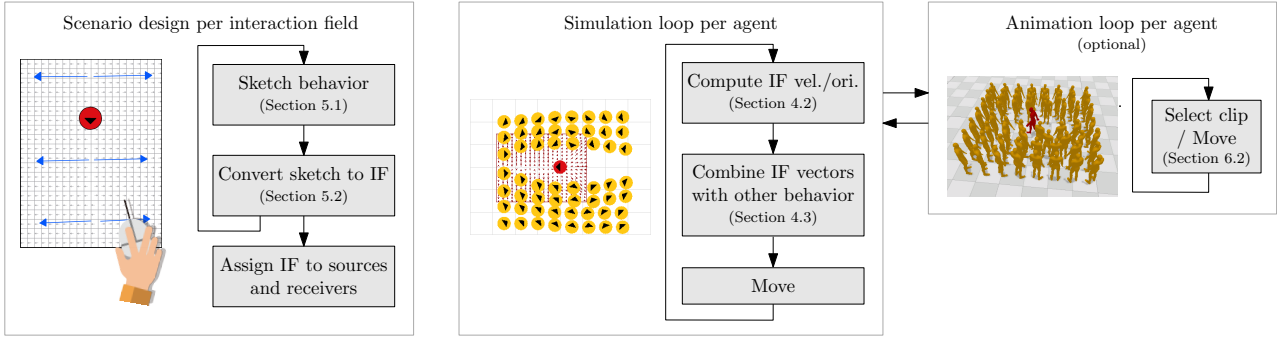 Scenario design per interaction field
Sketch behavior
(Section 5.1)
Convert sketch to IF
(Section 5.2)
Assign IF to sources
and receivers
Simulation loop per agent
Compute IF vel./ori.
(Section 4.2)
Combine IF vectors
with other behavior
(Section 4.3)
Move
Animation loop per agent
(optional)
Select clip
/ Move
(Section 6.2)